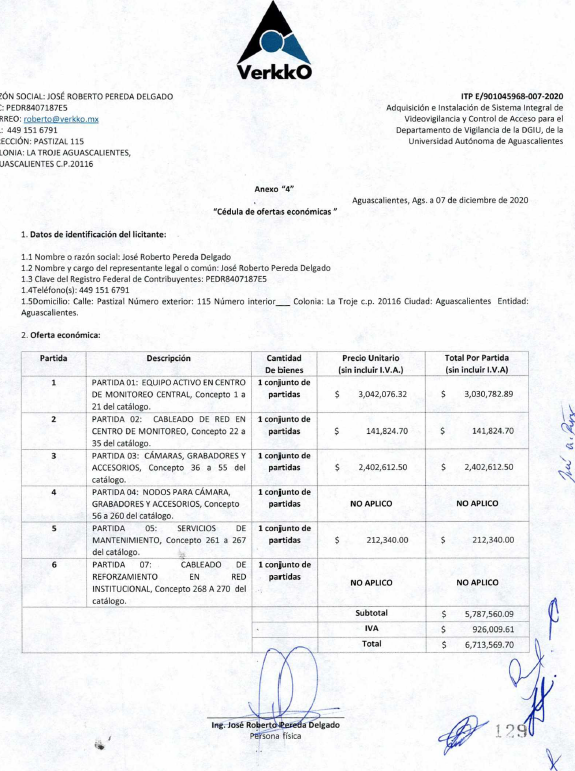 VerkkO
ZÓN SOCIAL: JOSÉ ROBERTO PEREDA DELGADO
C: PEDR8407187E5
RREO: roberto@verkko.mx
L: 449 151 6791
RECCIÓN: PASTIZAL 115
LONIA: LA TROJE AGUASCALIENTES,
UASCALIENTES C.P.20116
ITP E/901045968-007-2020
Adquisición e Instalación de Sistema Integral de
Videovigilancia y Control de Acceso para el
Departamento de Vigilancia de la DGIU, de la
Universidad Autónoma de Aguascalientes
Anexo "4"
Aguascalientes, Ags. a 07 de diciembre de 2020
"Cédula de ofertas económicas "
1. Datos de identificación del licitante:
1.1 Nombre o razón social: José Roberto Pereda Delgado
1.2 Nombre y cargo del representante legal o común: José Roberto Pereda Delgado
1.3 Clave del Registro Federal de Contribuyentes: PEDR8407187E5
1.4Teléfono(s): 449 151 6791
1.5Domicilio: Calle: Pastizal Número exterior: 115 Número interior___ Colonia: La Troje c.p. 20116 Ciudad: Aguascalientes Entidad:
Aguascalientes.
2. Oferta económica:
Partida Descripción Cantidad De bienes Precio Unitario (sin incluir I.V.A.) Total Por Partida (sin incluir I.V.A)
1 PARTIDA 01: EQUIPO ACTIVO EN CENTRO 1 conjunto de
DE MONITOREO CENTRAL, Concepto 1 a partidas $ 3,042,076.32 $ 3,030,782.89
21 del catálogo.
2 PARTIDA 02: CABLEADO DE RED EN 1 conjunto de
CENTRO DE MONITOREO, Concepto 22 a partidas $ 141,824.70 $ 141,824.70
35 del catálogo.
3 PARTIDA 03: CÁMARAS, GRABADORES Y 1 conjunto de
ACCESORIOS, Concepto 36 a 55 del partidas $ 2,402,612.50 $ 2,402,612.50
catálogo.
4 PARTIDA 04: NODOS PARA CÁMARA, 1 conjunto de
GRABADORES Y ACCESORIOS, Concepto partidas NO APLICO NO APLICO
56 a 260 del catálogo.
5 PARTIDA 05: SERVICIOS DE 1 conjunto de
MANTENIMIENTO, Concepto 261 a 267 partidas $ 212,340.00 $ 212,340.00
del catálogo.
6 PARTIDA 07: CABLEADO DE 1 conjunto de
REFORZAMIENTO EN RED partidas
INSTITUCIONAL, Concepto 268 A 270 del NO APLICO NO APLICO
catálogo.
Subtotal $ 5,787,560.09
IVA $ 926,009.61
Total $ 6,713,569.70
Ing. José Roberto Pereda Delgado
Persona física
129